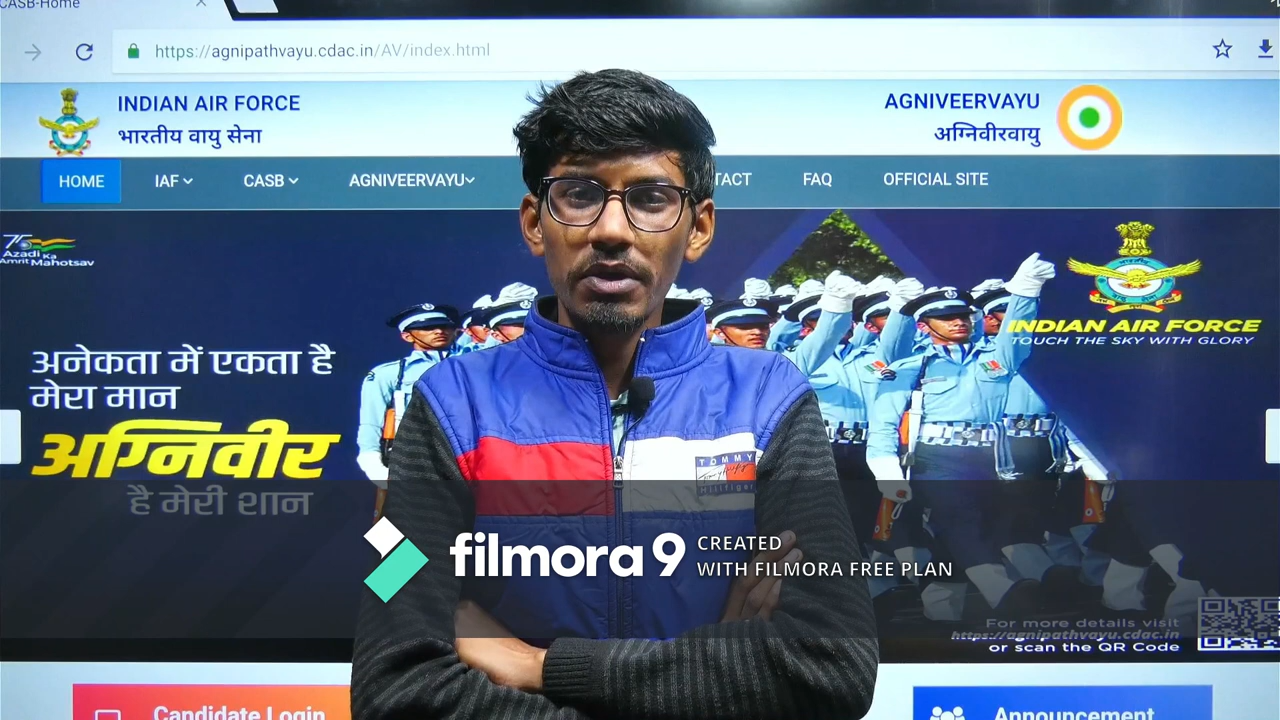 CASB-Home
https://agnipathvayu.cdac.in/AV/index.html
INDIAN AIR FORCE
भारतीय वायु सेना
AGNIVEERVAYU
अग्निवीरवायु
HOME IAF CASB AGNIVEERVAYU TACT FAQ OFFICIAL SITE
75
Azadi Ka
Amrit Mahotsav
INDIAN AIR FORCE
TOUCH THE SKY WITH GLORY
अनेकता में एकता है
मेरा मान
अग्निवीर
है मेरी शान
TOMMY
Hilfiger
filmora 9 CREATED
WITH FILMORA FREE PLAN
For more details visit
https://agnipathvayu.cdac.in
or scan the QR Code
Candidate Login
Announcement